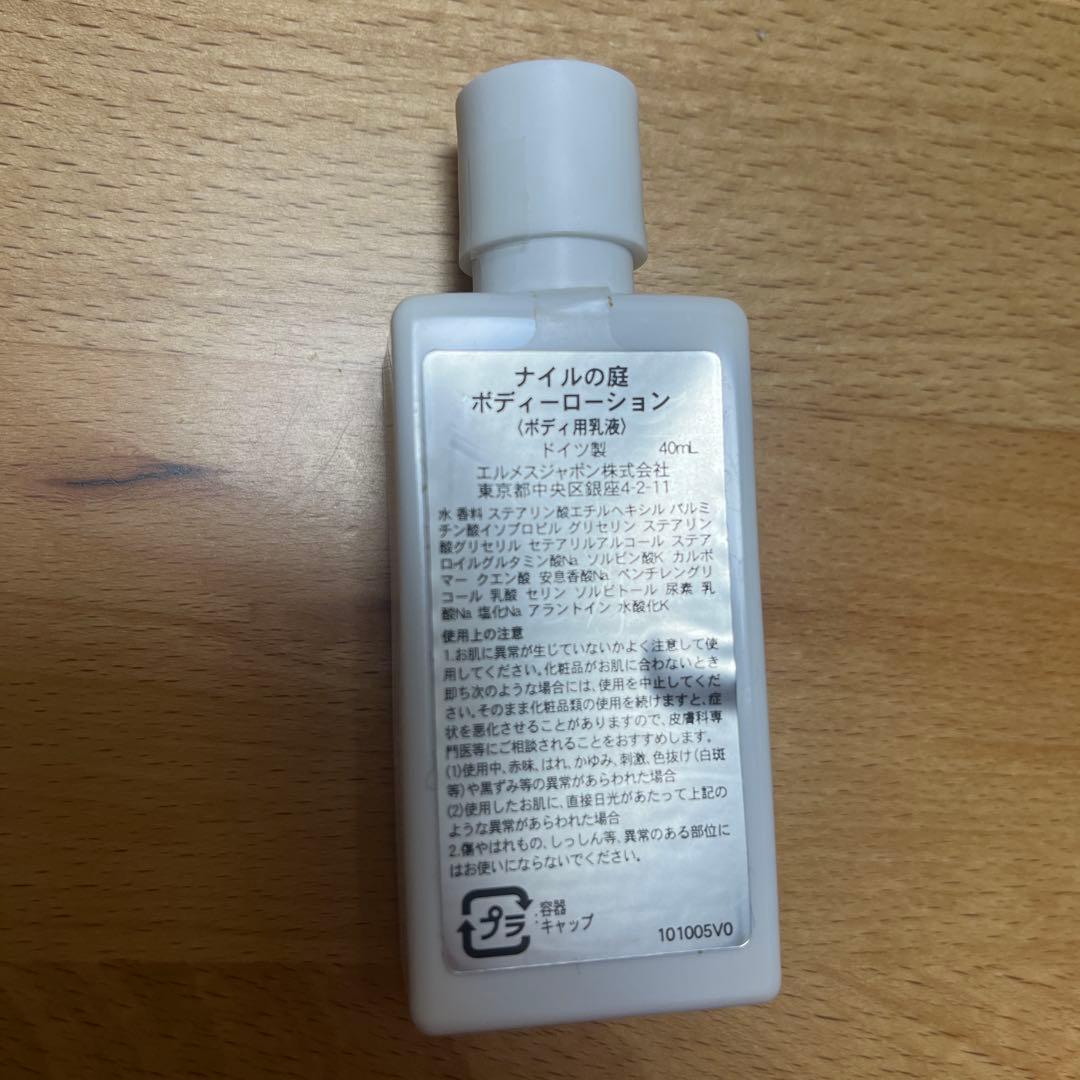 ナイルの庭
ボディーローション
〈ボディ用乳液〉
ドイツ製 40mL
エルメスジャポン株式会社
東京都中央区銀座4-2-11
水 香料 ステアリン酸エチルヘキシル パルミ
チン酸イソプロピル グリセリン ステアリン
酸グリセリル セテアリルアルコール ステア
ロイルグルタミン酸Na ソルビン酸K カルボ
マー クエン酸 安息香酸Na ペンチレングリ
コール 乳酸 セリン ソルビトール 尿素 乳
酸Na 塩化Na アラントイン 水酸化K
使用上の注意
1.お肌に異常が生じていないかよく注意して使
用してください。化粧品がお肌に合わないとき
即ち次のような場合には、使用を中止してくだ
さい。そのまま化粧品類の使用を続けますと、症
状を悪化させることがありますので、皮膚科専
門医等にご相談されることをおすすめします。
(1)使用中、赤味、はれ、かゆみ、刺激、色抜け(白斑
等)や黒ずみ等の異常があらわれた場合
(2)使用したお肌に、直接日光があたって上記の
ような異常があらわれた場合
2.傷やはれもの、しっしん等、異常のある部位に
はお使いにならないでください。
プラ :容器
:キャップ
101005V0